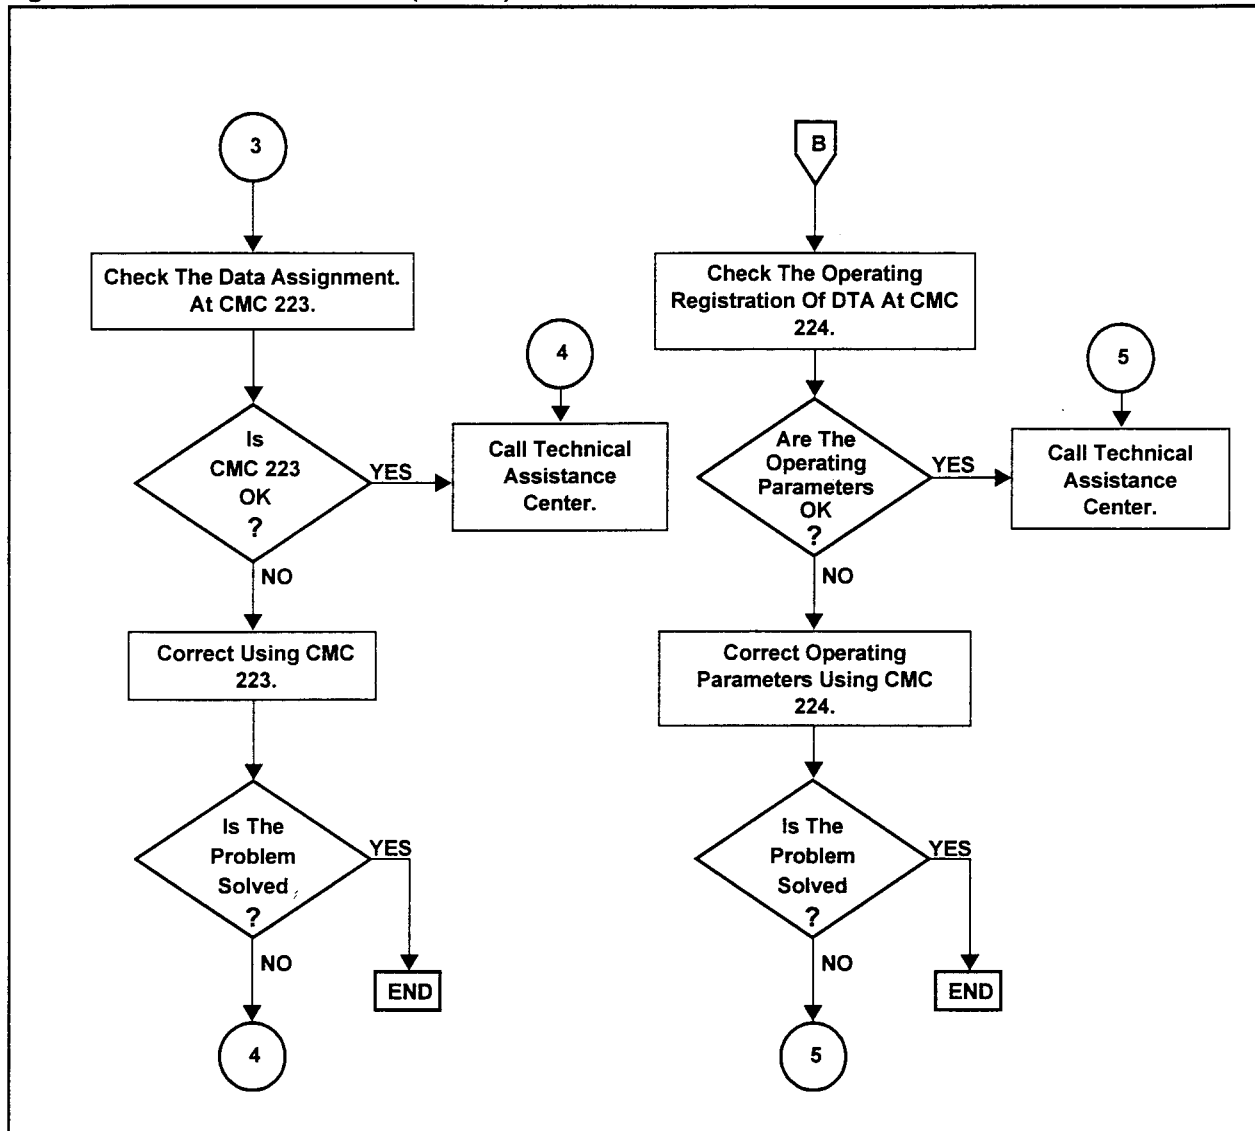 3
Check The Data Assignment.
At CMC 223.
4
Is
CMC 223
OK
?
YES
Call Technical
Assistance
Center.
NO
Correct Using CMC
223.
Is The
Problem
Solved
?
YES
NO
END
4
B
Check The Operating
Registration Of DTA At CMC
224.
5
Are The
Operating
Parameters
OK
?
YES
Call Technical
Assistance
Center.
NO
Correct Operating
Parameters Using CMC
224.
Is The
Problem
Solved
?
YES
NO
END
5